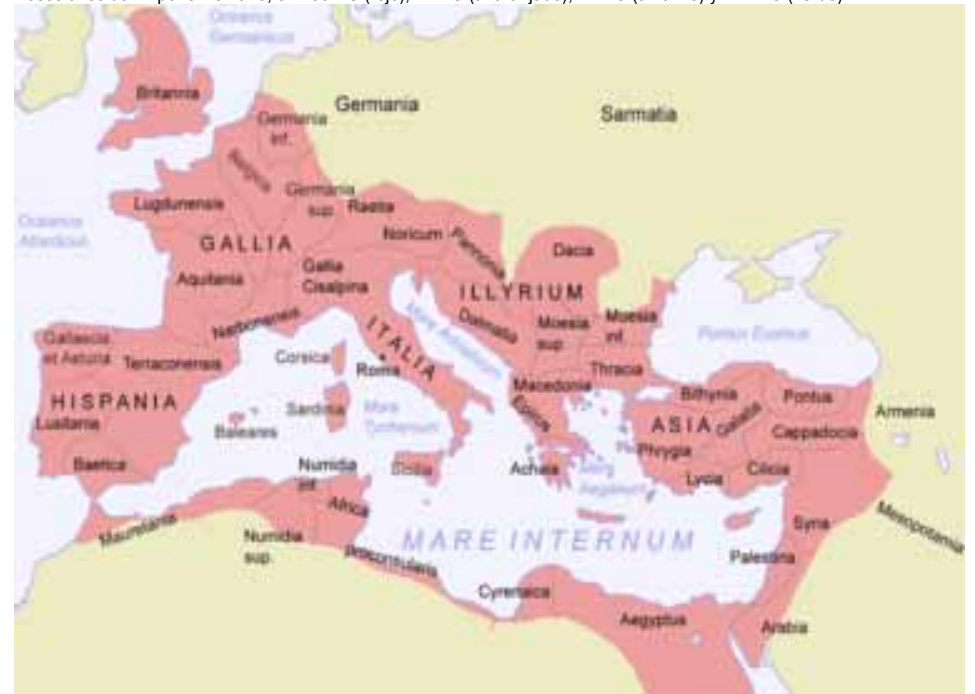 Oceanus
Germanicus
Britannia
Germania
Sarmatia
Germania
inf.
Belgica
Germania
sup
Raetia
Lugdunensis
Noricum
Pannonia
Dacia
Oceanus
Atlanticus
GALLIA
Aquitania
Gallia
Cisalpina
ILLYRIUM
Dalmatia
Moesia
sup
Moesia
inf.
Pontus Euxinus
Narbonensis
ITALIA
Mare Adriaticum
Gallaecia
et Asturia
Terraconensis
Corsica
Roma
Thracia
Macedonia
Bithynia
Pontus
HISPANIA
Lusitania
Sardinia
Mare
Tyrrhenum
Epirus
ASIA
Galatia
Cappadocia
Armenia
Baleares
Phrygia
Baetica
Numidia
inf
Sicilia
Achaia
Mare
Aegaeum
Lycia
Cilicia
Mauretania
Africa
Numidia
sup.
Proconsularis
MARE INTERNUM
Syria
Mesopotamia
Palestina
Cyrenaica
Aegyptus
Arabia